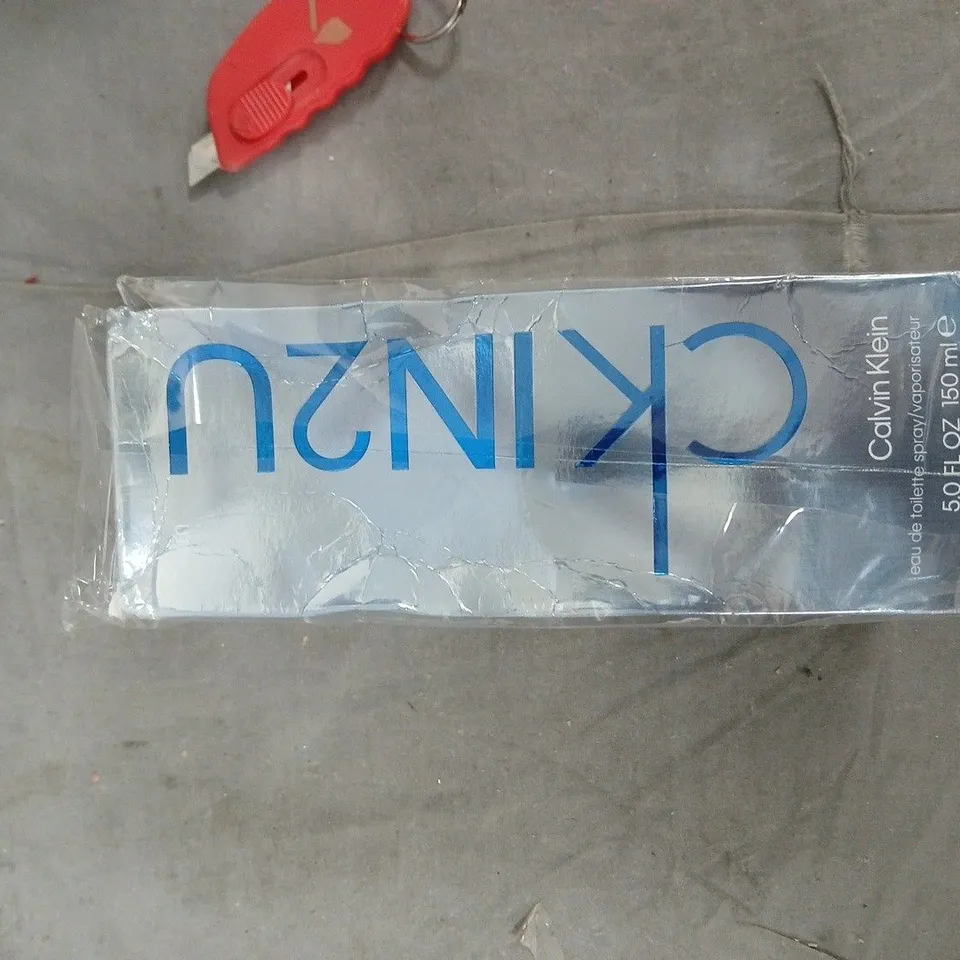 CKIN2U
Calvin Klein
eau de toilette spray/vaporisateur
5.0 FL OZ 150 ml e